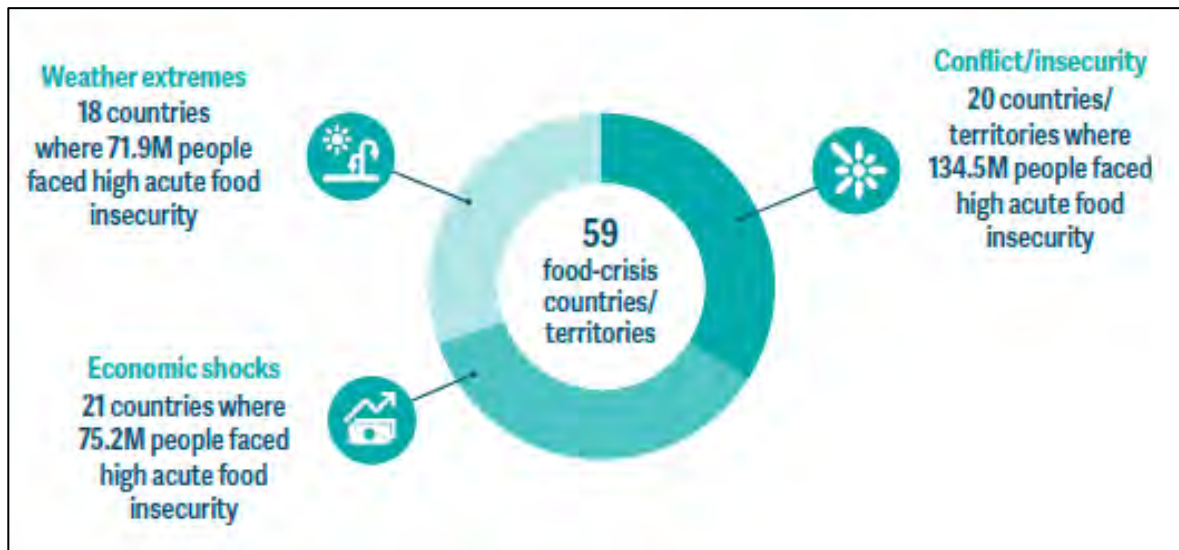 Weather extremes
18 countries
where 71.9M people
faced high acute food
insecurity
Conflict/insecurity
20 countries/
territories where
134.5M people faced
high acute food
insecurity
59
food-crisis
countries/
territories
Economic shocks
21 countries where
75.2M people faced
high acute food
insecurity